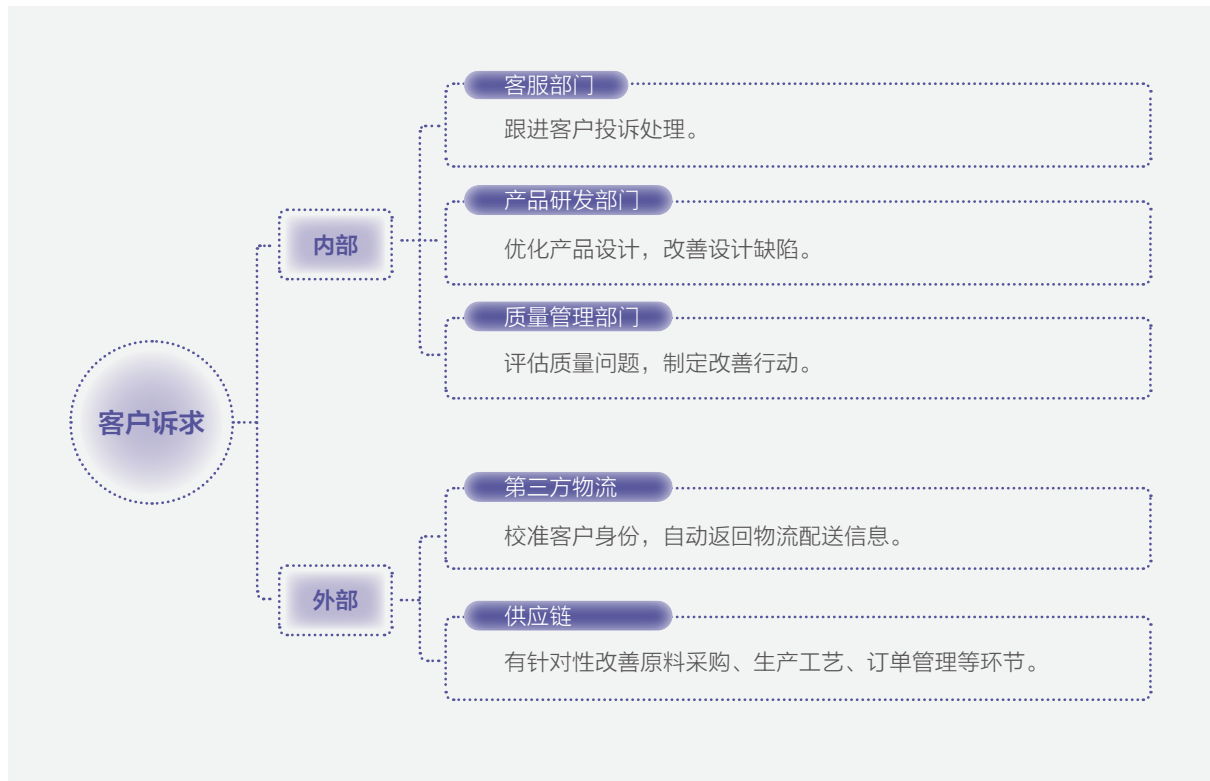 客户诉求
内部
客服部门
跟进客户投诉处理。
产品研发部门
优化产品设计，改善设计缺陷。
质量管理部门
评估质量问题，制定改善行动。
外部
第三方物流
校准客户身份，自动返回物流配送信息。
供应链
有针对性改善原料采购、生产工艺、订单管理等环节。